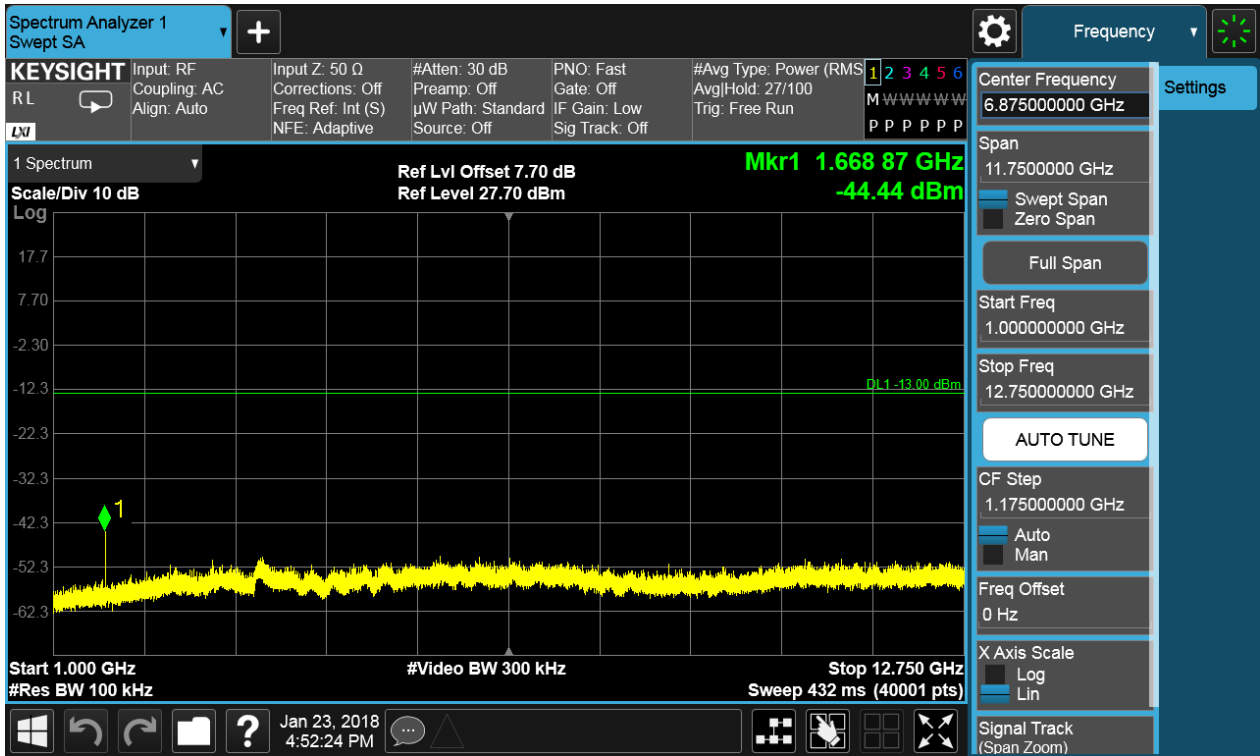 Spectrum Analyzer 1
Swept SA
Frequency
KEYSIGHT
R L
LXI
Input: RF
Coupling: AC
Align: Auto
Input Z: 50 Ω
Corrections: Off
Freq Ref: Int (S)
NFE: Adaptive
#Atten: 30 dB
Preamp: Off
µW Path: Standard
Source: Off
PNO: Fast
Gate: Off
IF Gain: Low
Sig Track: Off
#Avg Type: Power (RMS
Avg|Hold: 27/100
Trig: Free Run
1 2 3 4 5 6
M W W W W W
P P P P P P
1 Spectrum
Scale/Div 10 dB
Ref Lvl Offset 7.70 dB
Ref Level 27.70 dBm
Mkr1 1.668 87 GHz
-44.44 dBm
Log
17.7
7.70
-2.30
-12.3
DL1 -13.00 dBm
-22.3
-32.3
-42.3
1
-52.3
-62.3
Start 1.000 GHz
#Video BW 300 kHz
Stop 12.750 GHz
#Res BW 100 kHz
Sweep 432 ms (40001 pts)
Jan 23, 2018
4:52:24 PM
Center Frequency
6.875000000 GHz
Settings
Span
11.7500000 GHz
Swept Span
Zero Span
Full Span
Start Freq
1.000000000 GHz
Stop Freq
12.750000000 GHz
AUTO TUNE
CF Step
1.175000000 GHz
Auto
Man
Freq Offset
0 Hz
X Axis Scale
Log
Lin
Signal Track
(Span Zoom)